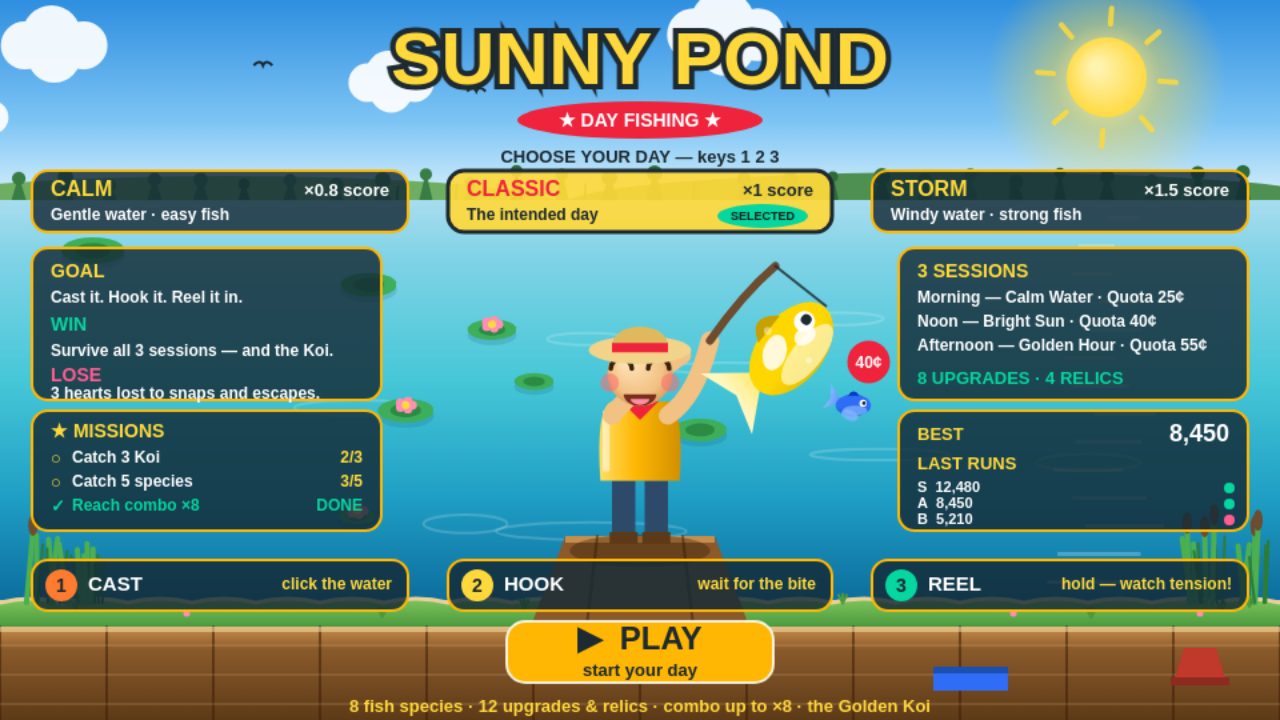 SUNNY POND
★ DAY FISHING ★
CHOOSE YOUR DAY — keys 1 2 3
CALM ×0.8 score
Gentle water · easy fish
CLASSIC ×1 score
The intended day SELECTED
STORM ×1.5 score
Windy water · strong fish
GOAL
Cast it. Hook it. Reel it in.
WIN
Survive all 3 sessions — and the Koi.
LOSE
3 hearts lost to snaps and escapes.
40¢
3 SESSIONS
Morning — Calm Water · Quota 25¢
Noon — Bright Sun · Quota 40¢
Afternoon — Golden Hour · Quota 55¢
8 UPGRADES · 4 RELICS
★ MISSIONS
○ Catch 3 Koi 2/3
○ Catch 5 species 3/5
✓ Reach combo ×8 DONE
BEST 8,450
LAST RUNS
S 12,480
A 8,450
B 5,210
1 CAST click the water
2 HOOK wait for the bite
3 REEL hold — watch tension!
▶ PLAY
start your day
8 fish species · 12 upgrades & relics · combo up to ×8 · the Golden Koi